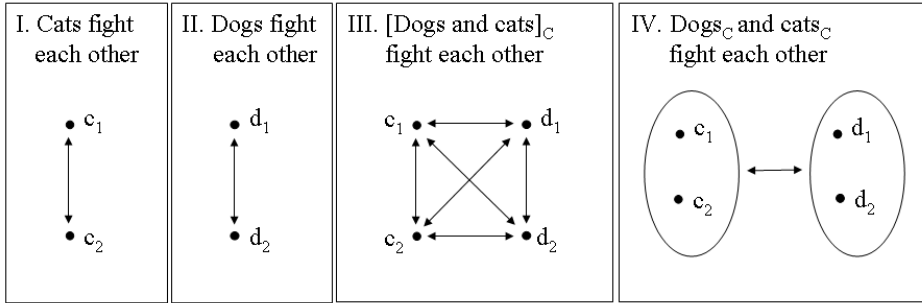 I. Cats fight
each other
c₁
c₂
II. Dogs fight
each other
d₁
d₂
III. [Dogs and cats]C
fight each other
c₁ d₁
c₂ d₂
IV. DogsC and catsC
fight each other
c₁ d₁
c₂ d₂